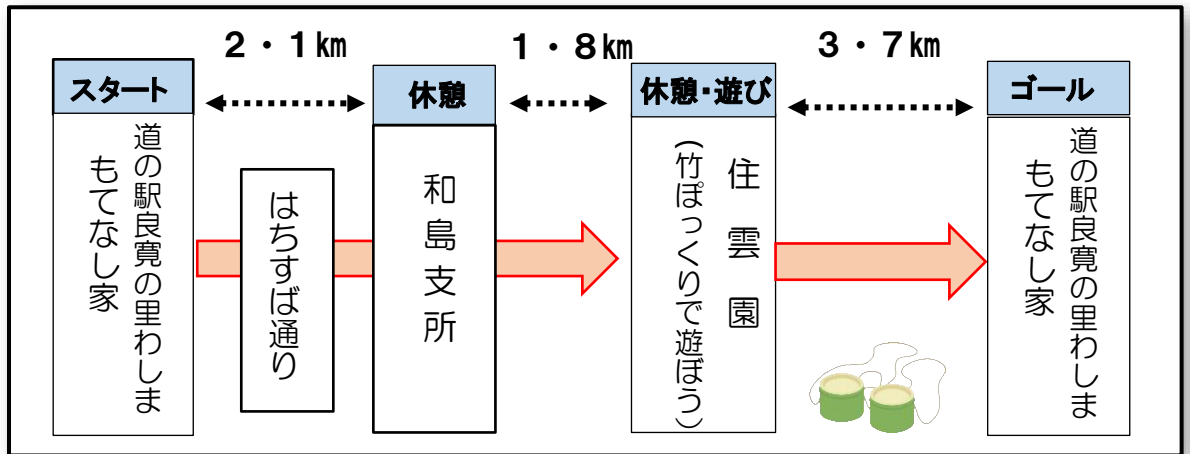 2・1㎞
1・8㎞
3・7㎞
スタート
道の駅良寛の里わしま
もてなし家
はちすば通り
休憩
和島支所
休憩・遊び
住雲園
(竹ぽっくりで遊ぼう)
ゴール
道の駅良寛の里わしま
もてなし家